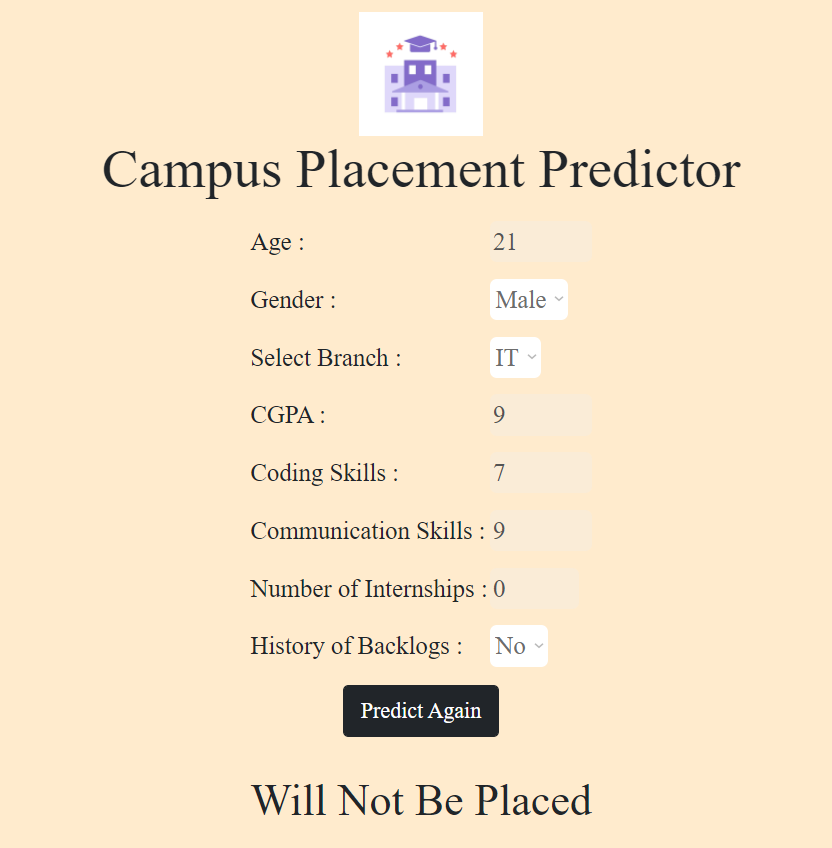 Campus Placement Predictor
Age : 21
Gender : Male
Select Branch : IT
CGPA : 9
Coding Skills : 7
Communication Skills : 9
Number of Internships : 0
History of Backlogs : No
Predict Again
Will Not Be Placed